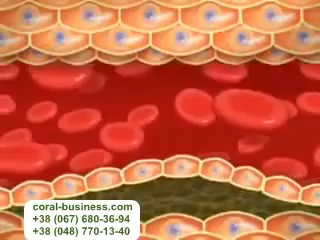 coral-business.com
+38 (067) 680-36-94
+38 (048) 770-13-40